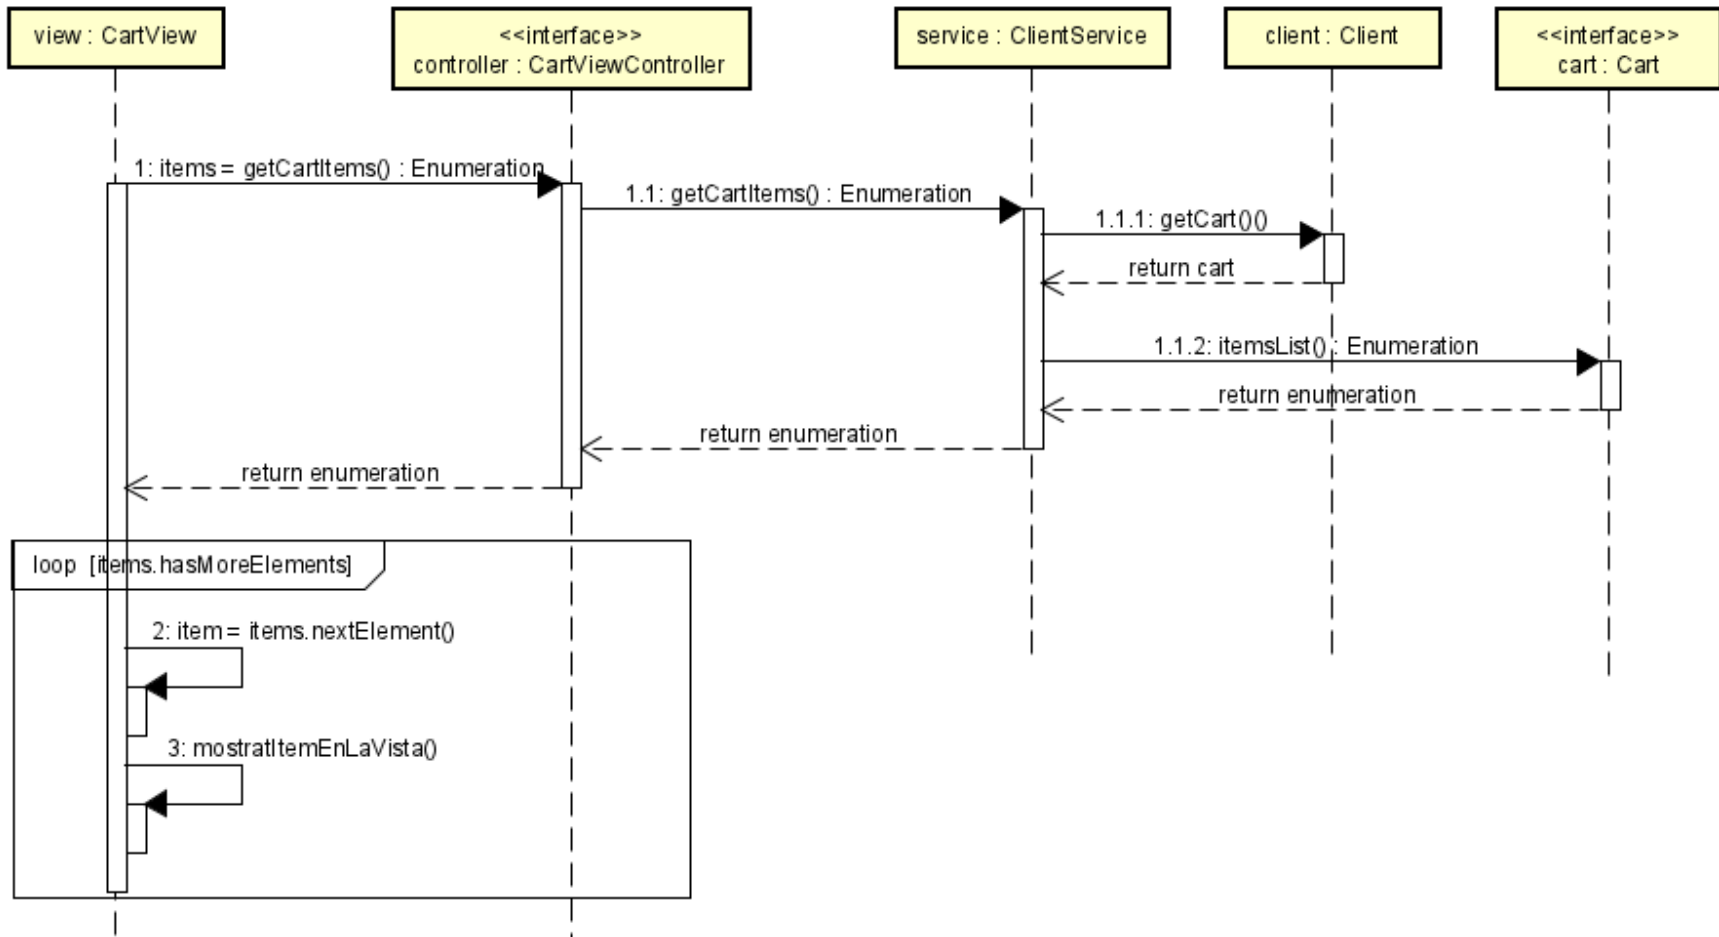 view : CartView
<<interface>>
controller : CartViewController
service : ClientService
client : Client
<<interface>>
cart : Cart
1: items = getCartItems() : Enumeration
1.1: getCartItems() : Enumeration
1.1.1: getCart()()
return cart
1.1.2: itemsList() : Enumeration
return enumeration
return enumeration
return enumeration
loop [items.hasMoreElements]
2: item = items.nextElement()
3: mostratItemEnLaVista()